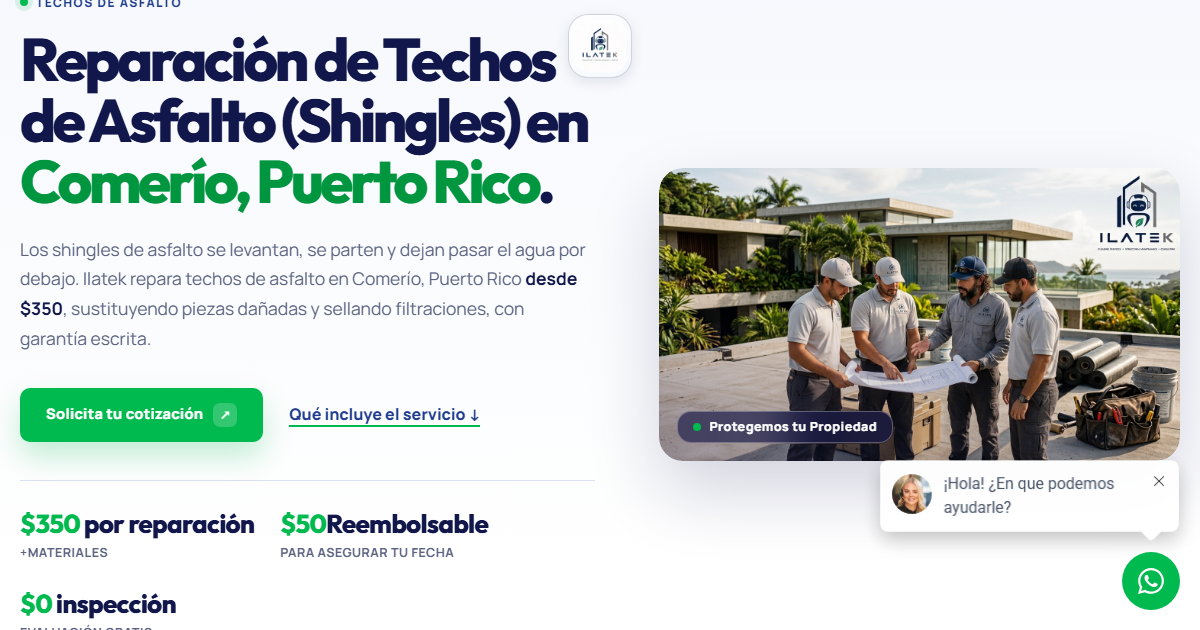 TECHOS DE ASFALTO
Reparación de Techos
de Asfalto (Shingles) en
Comerío, Puerto Rico.
ILATEK
Los shingles de asfalto se levantan, se parten y dejan pasar el agua por
debajo. Ilatek repara techos de asfalto en Comerío, Puerto Rico desde
$350, sustituyendo piezas dañadas y sellando filtraciones, con
garantía escrita.
Solicita tu cotización ↗
Qué incluye el servicio ↓
ILATEK
Protegemos tu Propiedad
¡Hola! ¿En que podemos
ayudarle?
$350 por reparación
+MATERIALES
$50Reembolsable
PARA ASEGURAR TU FECHA
$0 inspección
EVALUACIÓN GRATIS